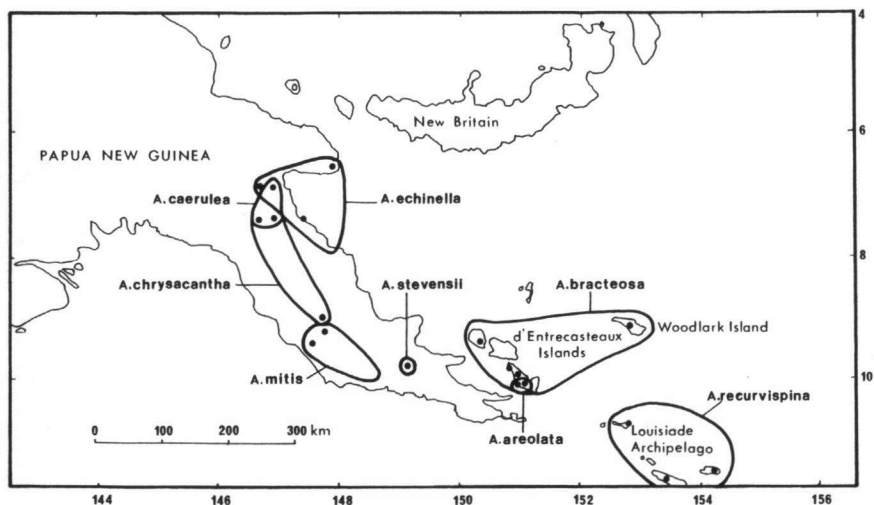 4
New Britain
6
PAPUA NEW GUINEA
A.caerulea
A.echinella
8
A.chrysacantha
A.stevensii
A.bracteosa
Woodlark Island
d'Entrecasteaux
Islands
A.mitis
10
A.recurvispina
A.areolata
Louisiade
Archipelago
0 100 200 300 km
144 146 148 150 152 154 156